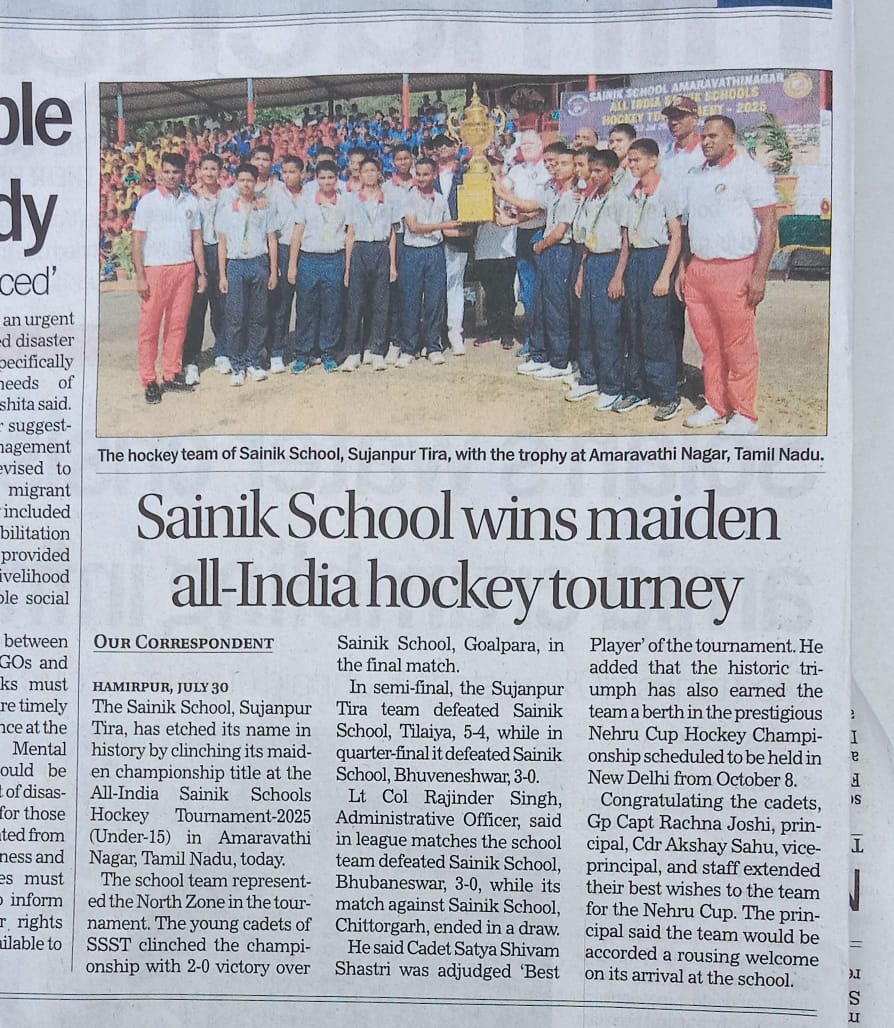 SAINIK SCHOOL AMARAVATHINAGAR
ALL INDIA SCHOOLS
HOCKEY - 2025
The hockey team of Sainik School, Sujanpur Tira, with the trophy at Amaravathi Nagar, Tamil Nadu.
Sainik School wins maiden
all-India hockey tourney
OUR CORRESPONDENT
HAMIRPUR, JULY 30
The Sainik School, Sujanpur
Tira, has etched its name in
history by clinching its maid-
en championship title at the
All-India Sainik Schools
Hockey Tournament-2025
(Under-15) in Amaravathi
Nagar, Tamil Nadu, today.
The school team represent-
ed the North Zone in the tour-
nament. The young cadets of
SSST clinched the champi-
onship with 2-0 victory over
Sainik School, Goalpara, in
the final match.
In semi-final, the Sujanpur
Tira team defeated Sainik
School, Tilaiya, 5-4, while in
quarter-final it defeated Sainik
School, Bhuveneshwar, 3-0.
Lt Col Rajinder Singh,
Administrative Officer, said
in league matches the school
team defeated Sainik School,
Bhubaneswar, 3-0, while its
match against Sainik School,
Chittorgarh, ended in a draw.
He said Cadet Satya Shivam
Shastri was adjudged ‘Best
Player’ of the tournament. He
added that the historic tri-
umph has also earned the
team a berth in the prestigious
Nehru Cup Hockey Champi-
onship scheduled to be held in
New Delhi from October 8.
Congratulating the cadets,
Gp Capt Rachna Joshi, prin-
cipal, Cdr Akshay Sahu, vice-
principal, and staff extended
their best wishes to the team
for the Nehru Cup. The prin-
cipal said the team would be
accorded a rousing welcome
on its arrival at the school.
ble
dy
ced’
an urgent
d disaster
pecifically
needs of
shita said.
r suggest-
nagement
evised to
migrant
included
bilitation
provided
ivelihood
ble social
between
GOs and
ks must
re timely
nce at the
Mental
ould be
t of disas-
for those
ted from
ness and
es must
o inform
r rights
ailable to